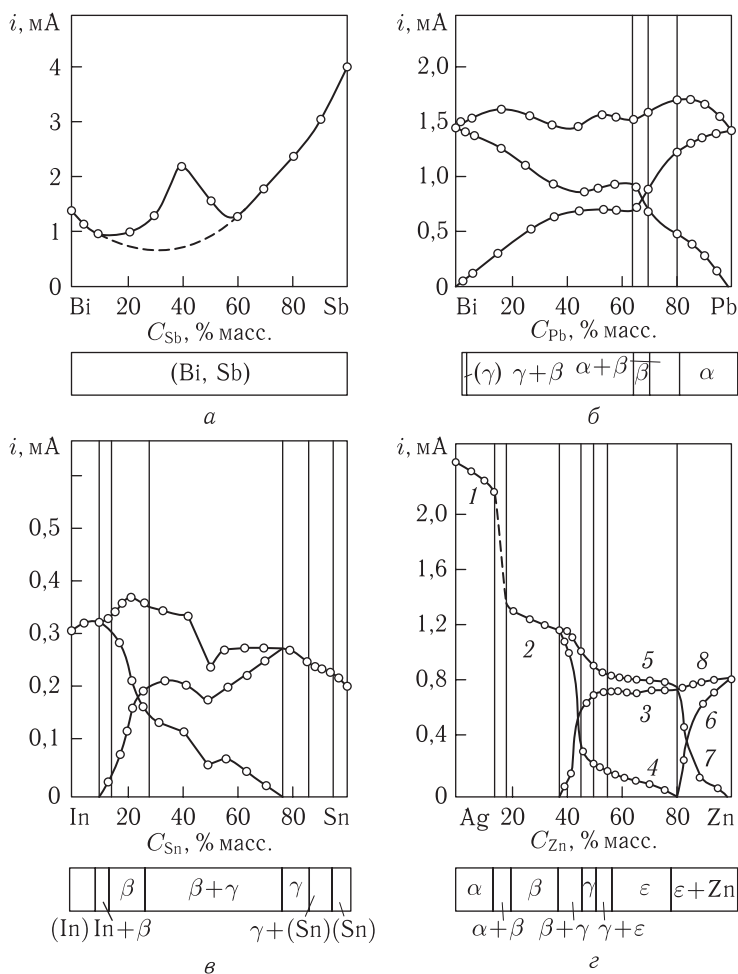 i, мА
4
3
2
1
0
Bi 20 40 60 Sb
C_Sb, % масс.
(Bi, Sb)
а
i, мА
2,0
1,5
1,0
0,5
0
Bi 20 40 60 80 Pb
C_Pb, % масс.
(γ) γ+β α+β β α
б
i, мА
0,5
0,4
0,3
0,2
0,1
0
In 20 40 60 80 Sn
C_Sn, % масс.
β β+γ γ
(In) In+β γ+(Sn) (Sn)
в
i, мА
2,0
1,6
1,2
0,8
0,4
0
1
2
5 8
3 6
4 7
Ag 20 40 60 80 Zn
C_Zn, % масс.
α β γ ε ε+Zn
α+β β+γ γ+ε
г